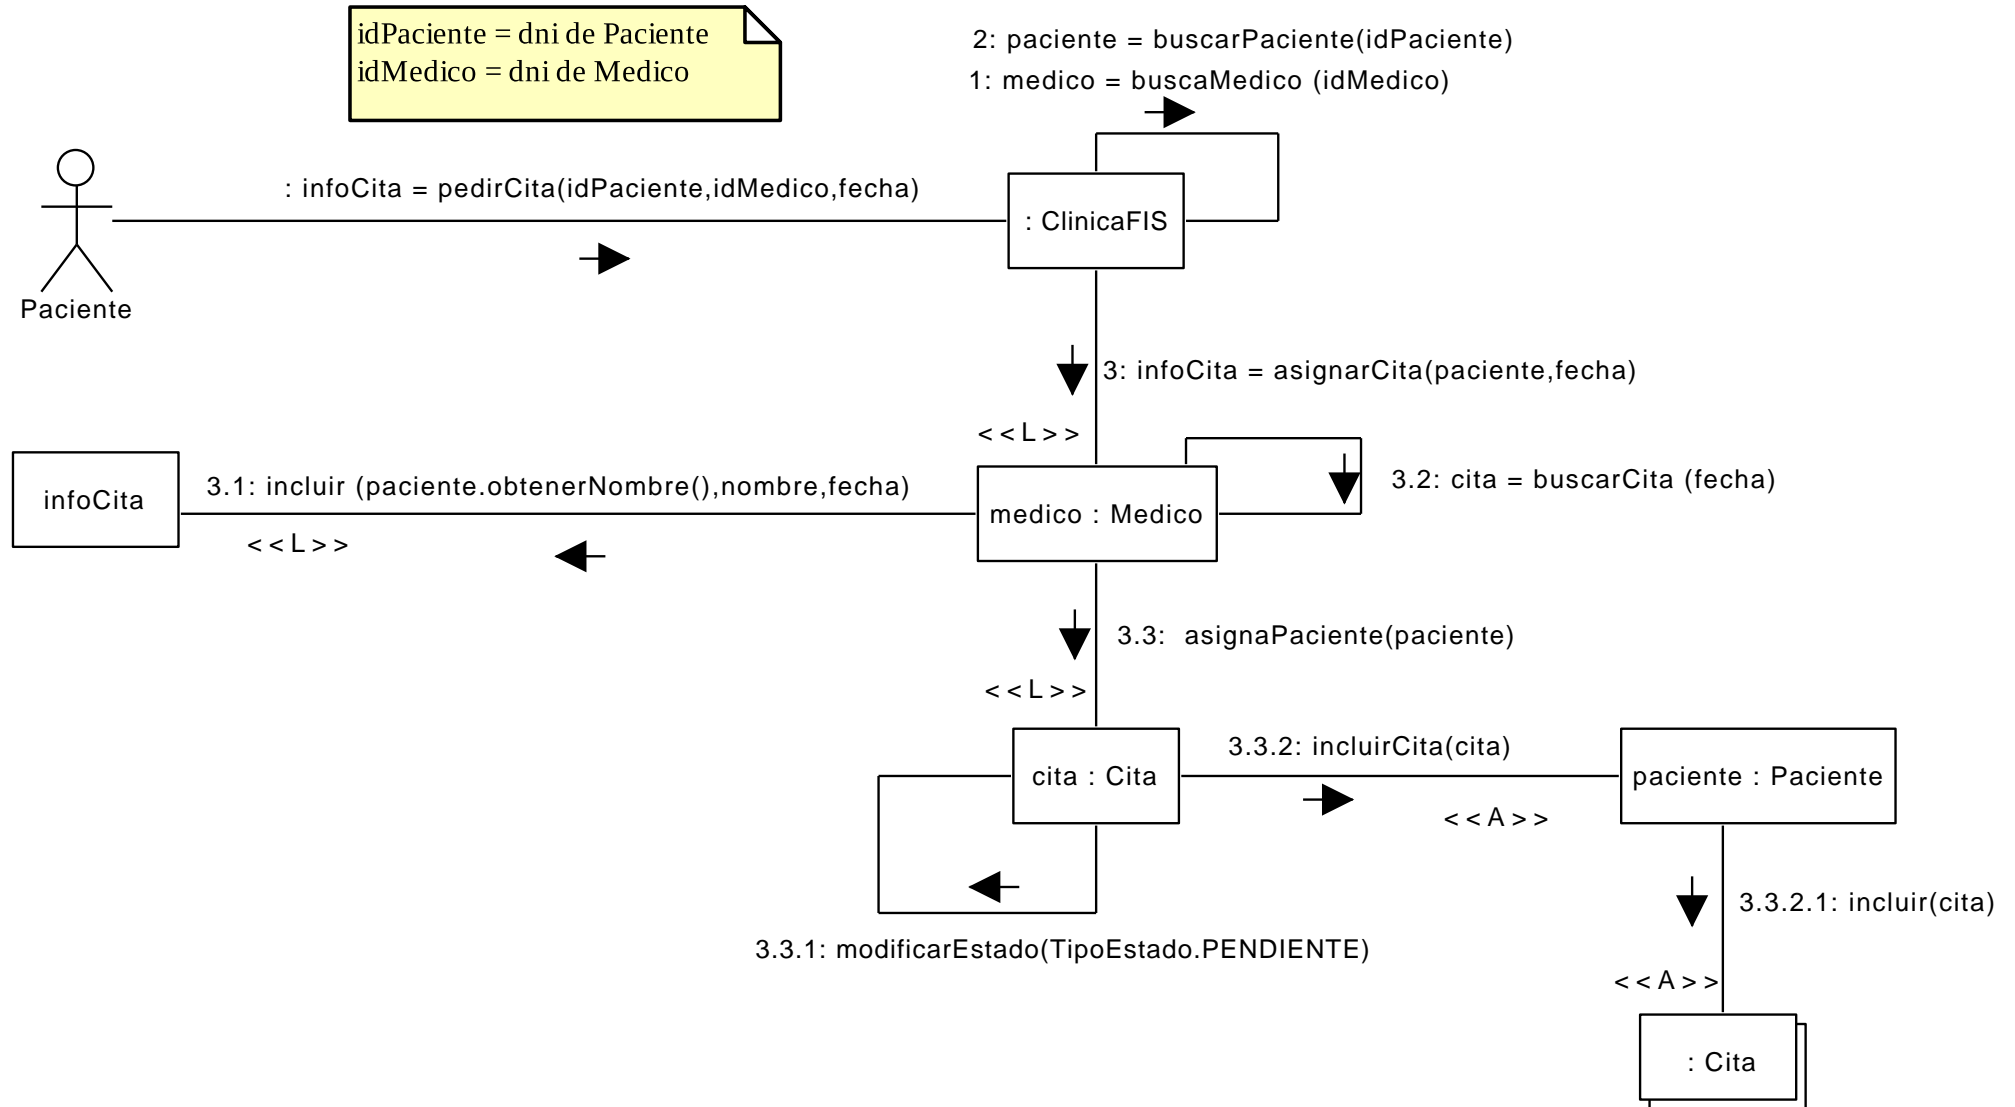 idPaciente = dni de Paciente
idMedico = dni de Medico
2: paciente = buscarPaciente(idPaciente)
1: medico = buscaMedico (idMedico)
: infoCita = pedirCita(idPaciente,idMedico,fecha)
: ClinicaFIS
Paciente
3: infoCita = asignarCita(paciente,fecha)
<<L>>
infoCita
3.1: incluir (paciente.obtenerNombre(),nombre,fecha)
<<L>>
medico : Medico
3.2: cita = buscarCita (fecha)
3.3: asignaPaciente(paciente)
<<L>>
cita : Cita
3.3.2: incluirCita(cita)
<<A>>
paciente : Paciente
3.3.1: modificarEstado(TipoEstado.PENDIENTE)
3.3.2.1: incluir(cita)
<<A>>
: Cita